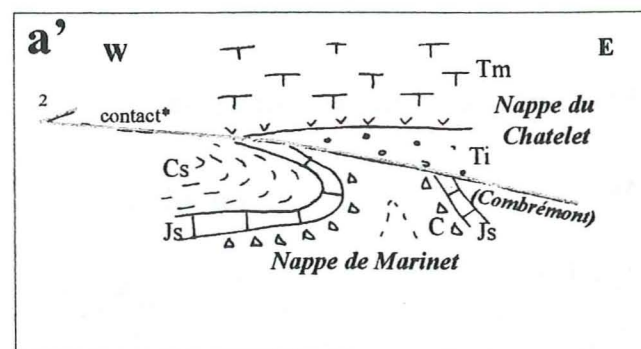 a' W E
Tm
2
contact*
Nappe du
Chatelet
Cs
Ti
(Combrémont)
Js
C
Js
Nappe de Marinet